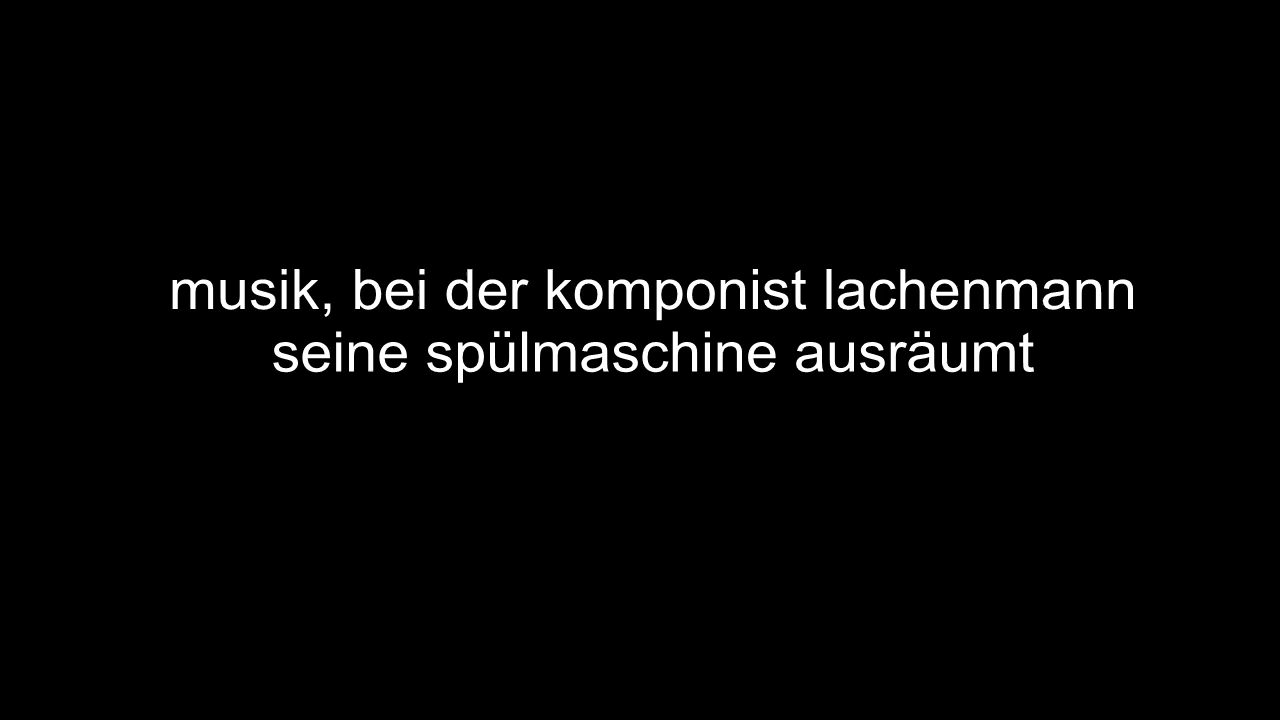 musik, bei der komponist lachenmann
seine spülmaschine ausräumt